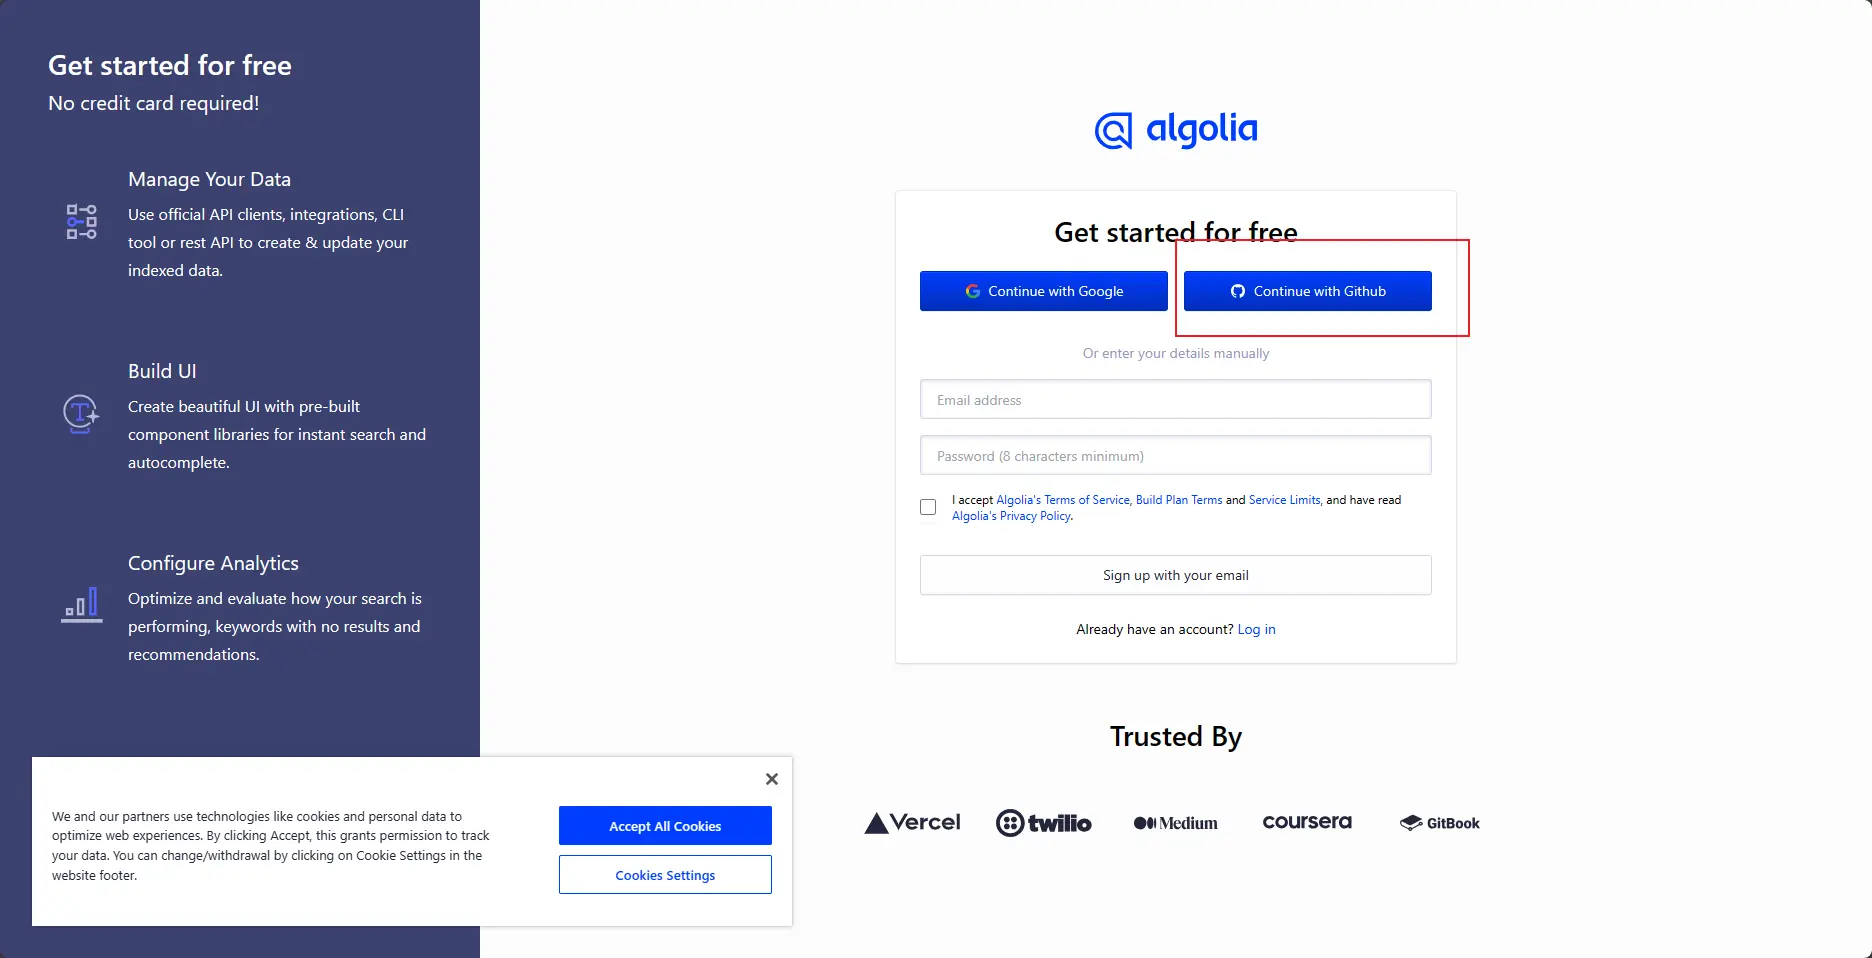 Get started for free
No credit card required!
Manage Your Data
Use official API clients, integrations, CLI
tool or rest API to create & update your
indexed data.
Build UI
Create beautiful UI with pre-built
component libraries for instant search and
autocomplete.
Configure Analytics
Optimize and evaluate how your search is
performing, keywords with no results and
recommendations.
We and our partners use technologies like cookies and personal data to
optimize web experiences. By clicking Accept, this grants permission to track
your data. You can change/withdrawal by clicking on Cookie Settings in the
website footer.
Accept All Cookies
Cookies Settings
algolia
Get started for free
Continue with Google
Continue with Github
Or enter your details manually
Email address
Password (8 characters minimum)
I accept Algolia's Terms of Service, Build Plan Terms and Service Limits, and have read
Algolia's Privacy Policy.
Sign up with your email
Already have an account? Log in
Trusted By
Vercel
twilio
Medium
coursera
GitBook